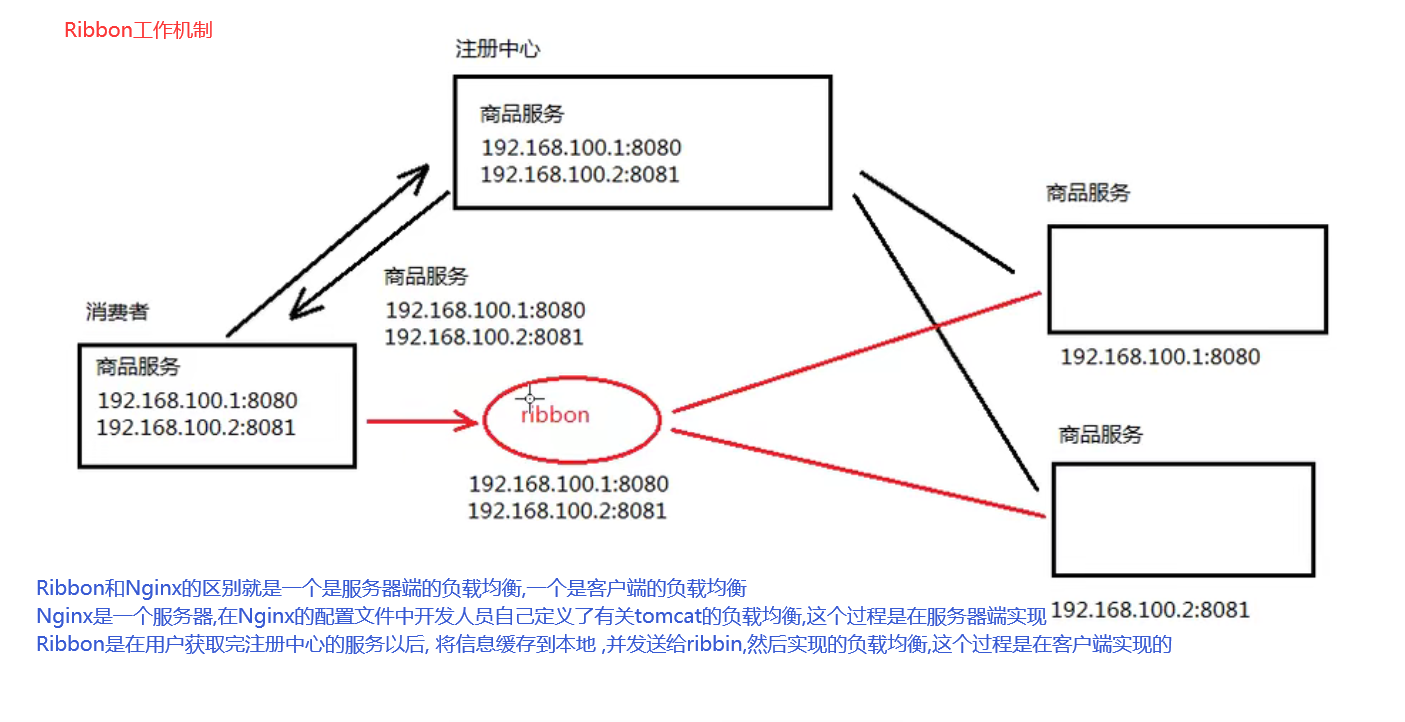 Ribbon工作机制
注册中心
商品服务
192.168.100.1:8080
192.168.100.2:8081
商品服务
192.168.100.1:8080
192.168.100.2:8081
消费者
商品服务
192.168.100.1:8080
192.168.100.2:8081
ribbon
192.168.100.1:8080
192.168.100.2:8081
商品服务
192.168.100.1:8080
商品服务
192.168.100.2:8081
Ribbon和Nginx的区别就是一个是服务器端的负载均衡,一个是客户端的负载均衡
Nginx是一个服务器,在Nginx的配置文件中开发人员自己定义了有关tomcat的负载均衡,这个过程是在服务器端实现
Ribbon是在用户获取完注册中心的服务以后, 将信息缓存到本地 ,并发送给ribbin,然后实现的负载均衡,这个过程是在客户端实现的